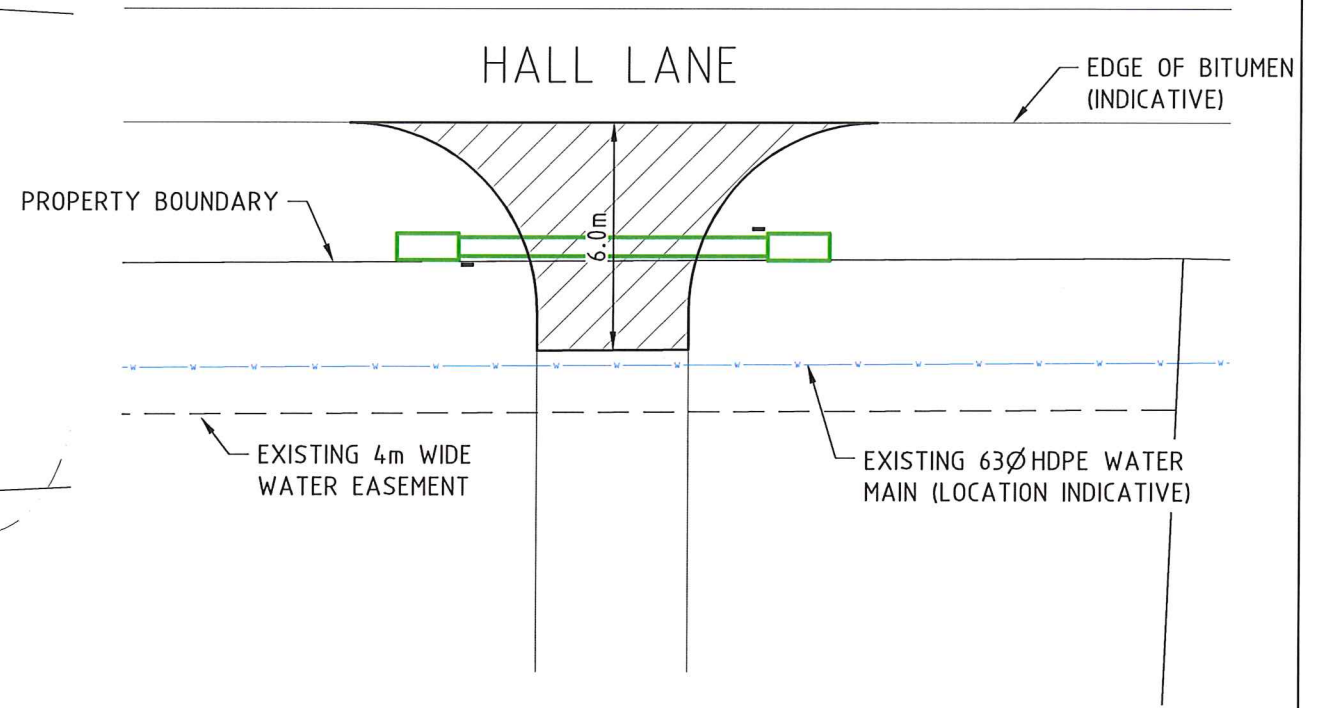 HALL LANE
EDGE OF BITUMEN
(INDICATIVE)
PROPERTY BOUNDARY
6.0m
W W W W W W W W W W W W W W W W W W W
EXISTING 4m WIDE
WATER EASEMENT
EXISTING 63Ø HDPE WATER
MAIN (LOCATION INDICATIVE)